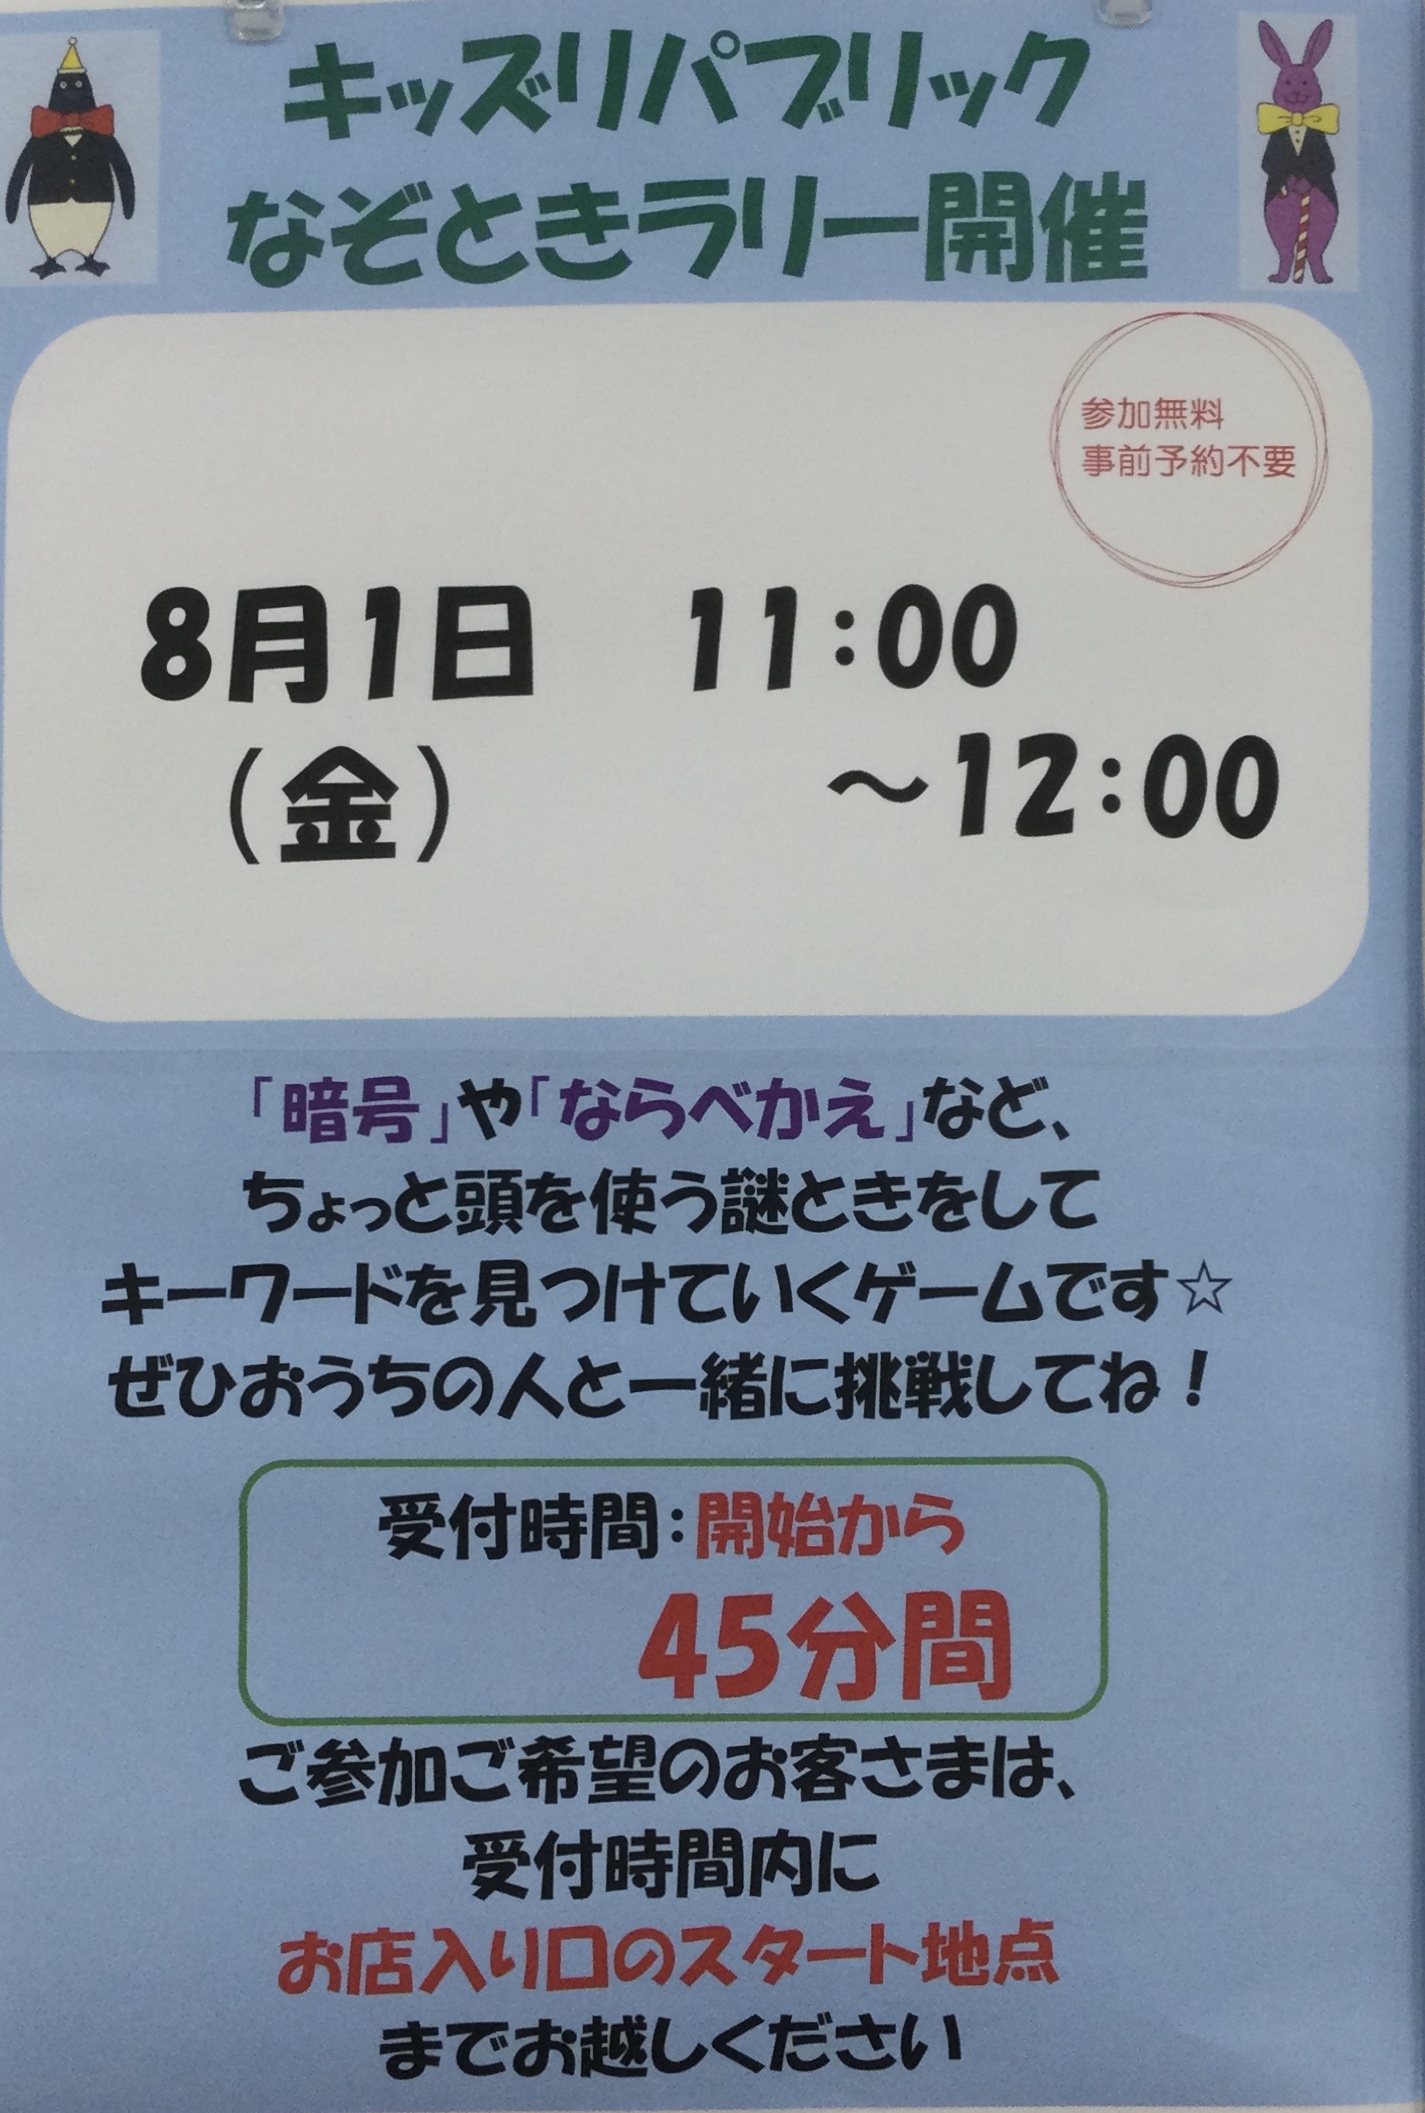 キッズリパブリック
なぞときラリー開催
参加無料
事前予約不要
8月1日　11:00
(金)　～12:00
「暗号」や「ならべかえ」など、
ちょっと頭を使う謎ときをして
キーワードを見つけていくゲームです☆
ぜひおうちの人と一緒に挑戦してね！
受付時間：開始から
45分間
ご参加ご希望のお客さまは、
受付時間内に
お店入り口のスタート地点
までお越しください